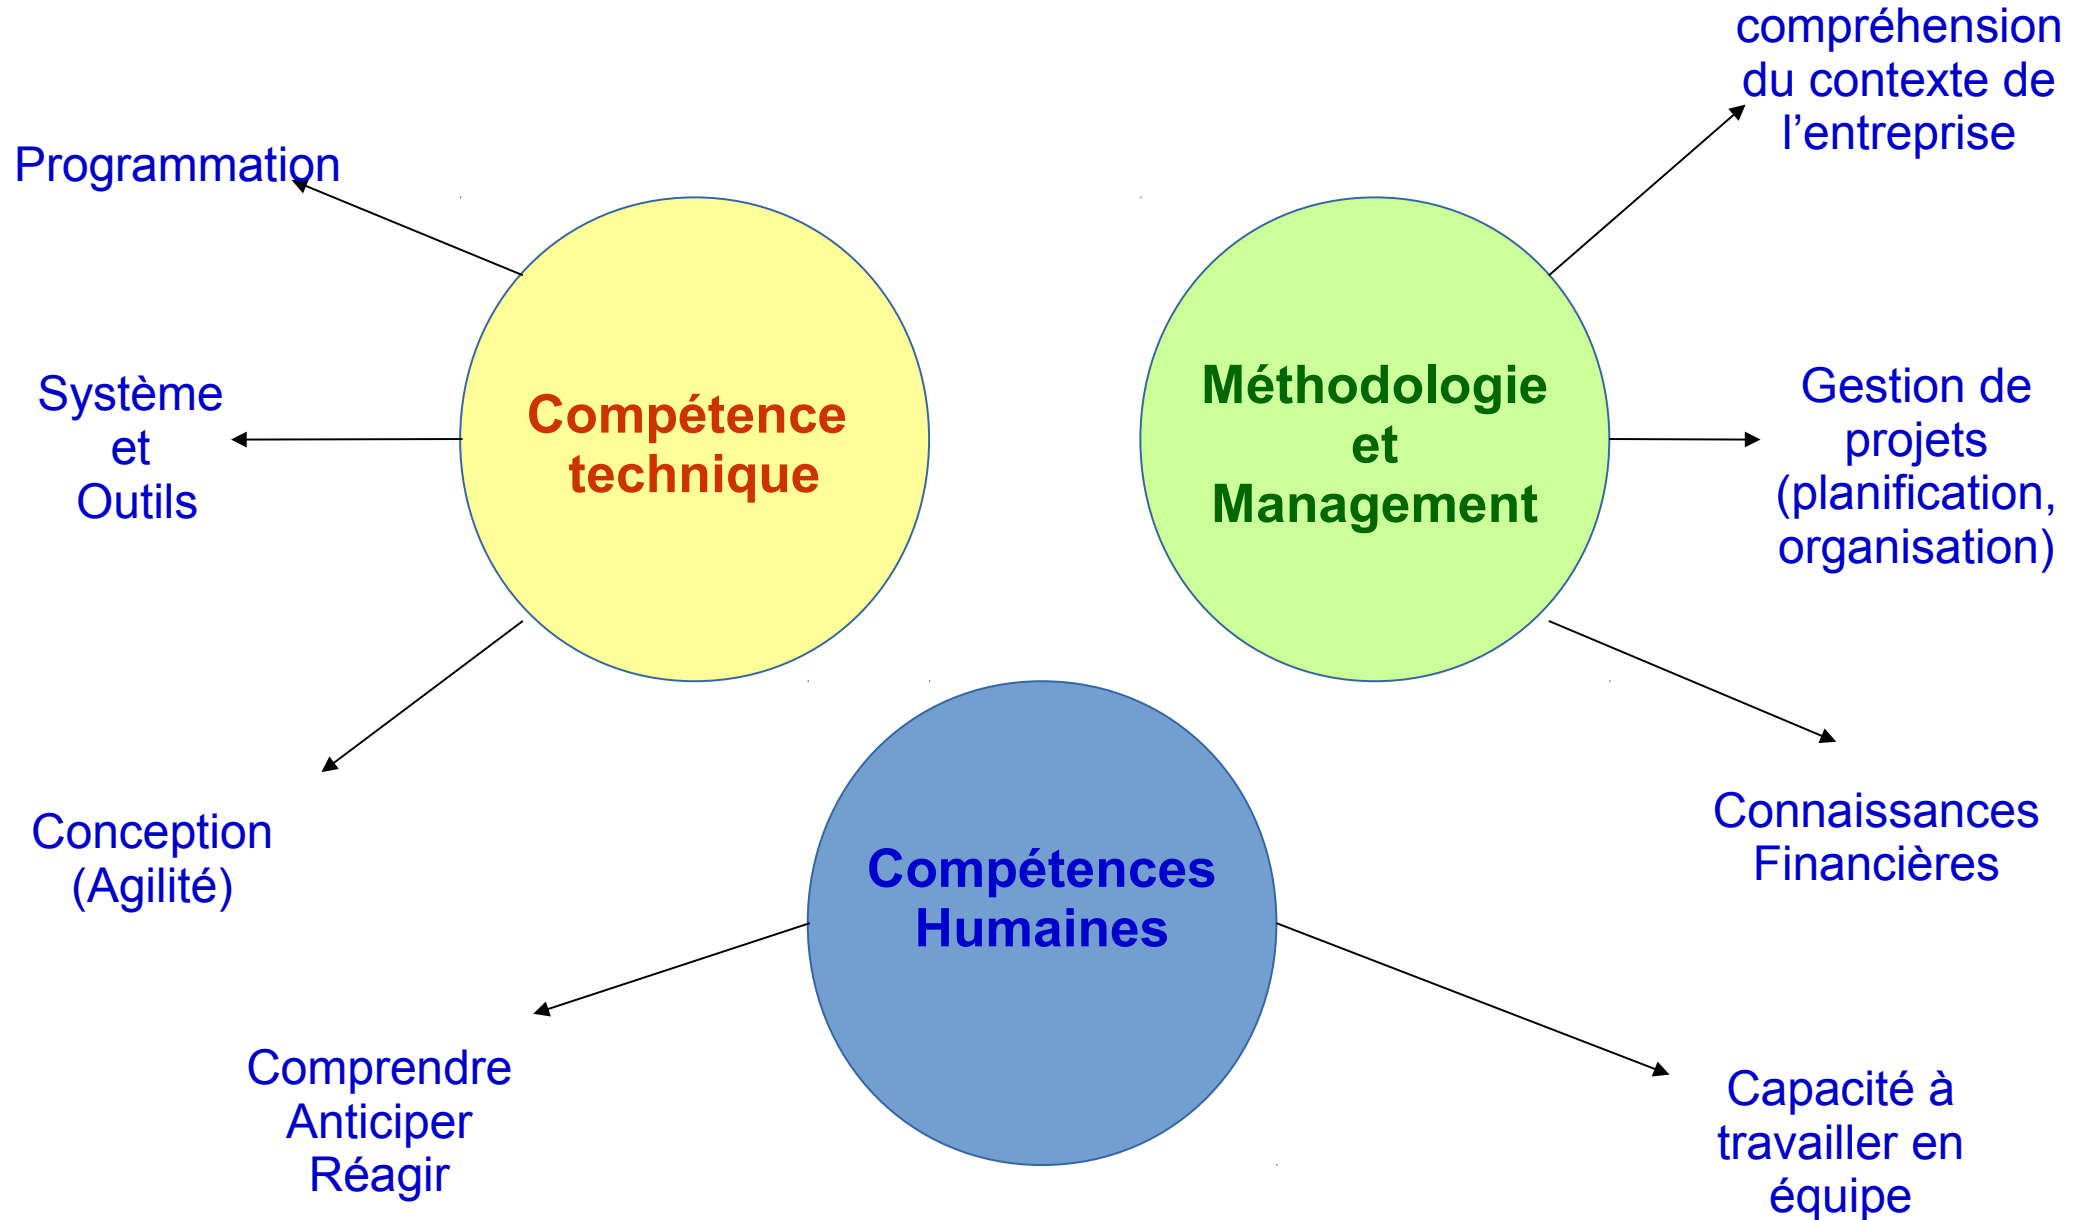 compréhension
du contexte de
l’entreprise
Programmation
Système
et
Outils
Compétence
technique
Méthodologie
et
Management
Gestion de
projets
(planification,
organisation)
Conception
(Agilité)
Connaissances
Financières
Compétences
Humaines
Comprendre
Anticiper
Réagir
Capacité à
travailler en
équipe